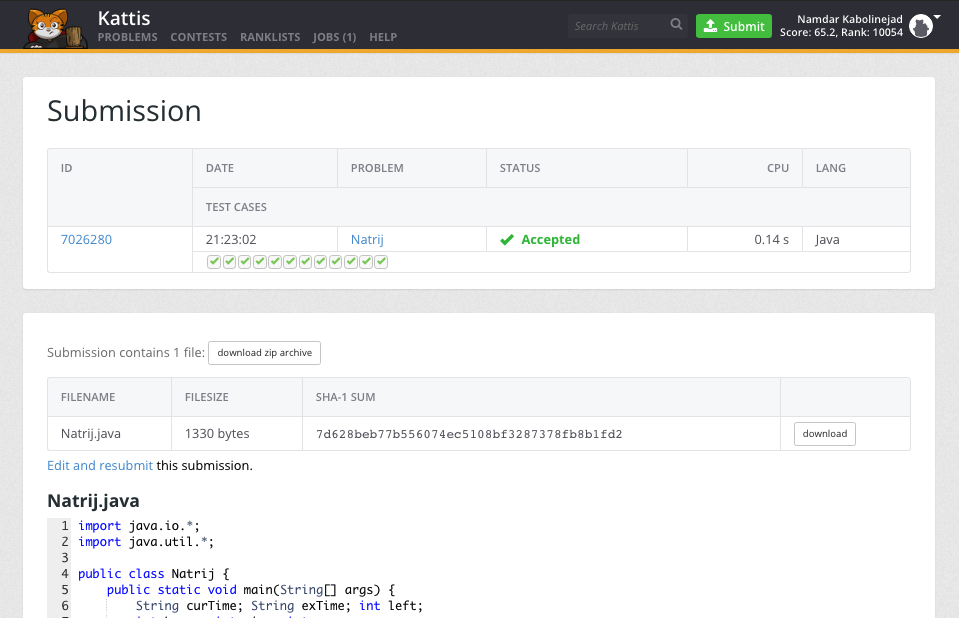 Kattis
PROBLEMS CONTESTS RANKLISTS JOBS (1) HELP
Search Kattis
Submit
Namdar Kabolinejad
Score: 65.2, Rank: 10054
Submission
ID DATE PROBLEM STATUS CPU LANG
TEST CASES
7026280 21:23:02 Natrij Accepted 0.14 s Java
Submission contains 1 file: download zip archive
FILENAME FILESIZE SHA-1 SUM
Natrij.java 1330 bytes 7d628beb77b556074ec5108bf3287378fb8b1fd2 download
Edit and resubmit this submission.
Natrij.java
1 import java.io.*;
2 import java.util.*;
3
4 public class Natrij {
5 public static void main(String[] args) {
6 String curTime; String exTime; int left;